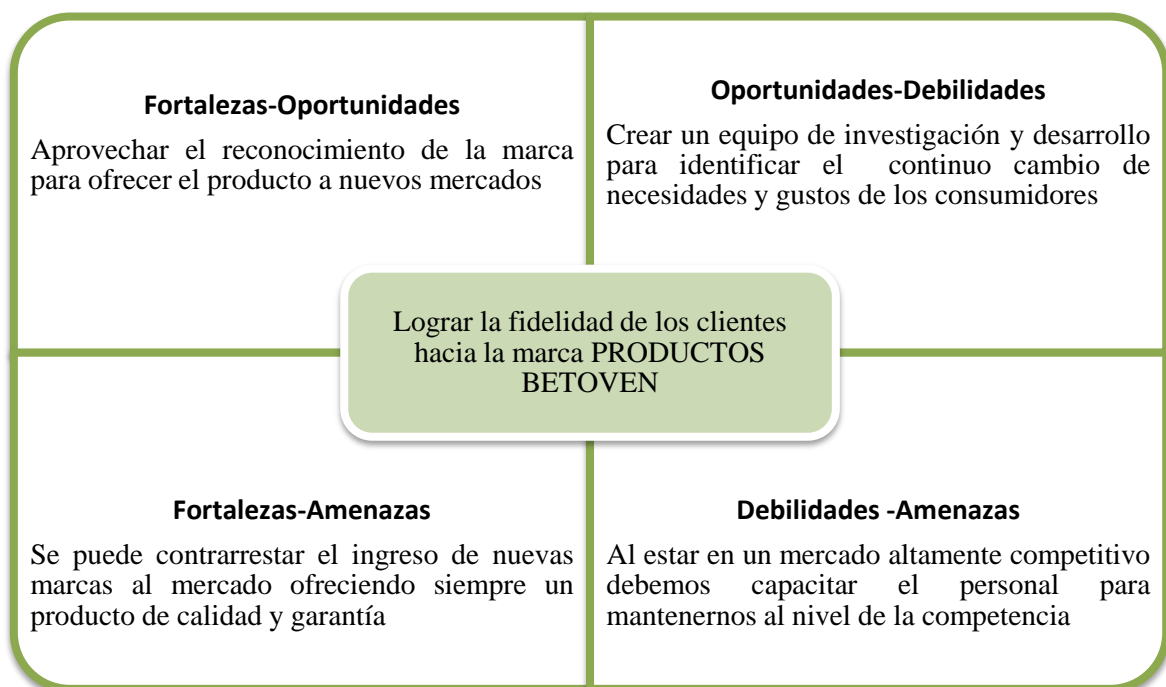 Fortalezas-Oportunidades
Aprovechar el reconocimiento de la marca
para ofrecer el producto a nuevos mercados
Oportunidades-Debilidades
Crear un equipo de investigación y desarrollo
para identificar el continuo cambio de
necesidades y gustos de los consumidores
Lograr la fidelidad de los clientes
hacia la marca PRODUCTOS
BETOVEN
Fortalezas-Amenazas
Se puede contrarrestar el ingreso de nuevas
marcas al mercado ofreciendo siempre un
producto de calidad y garantía
Debilidades -Amenazas
Al estar en un mercado altamente competitivo
debemos capacitar el personal para
mantenernos al nivel de la competencia